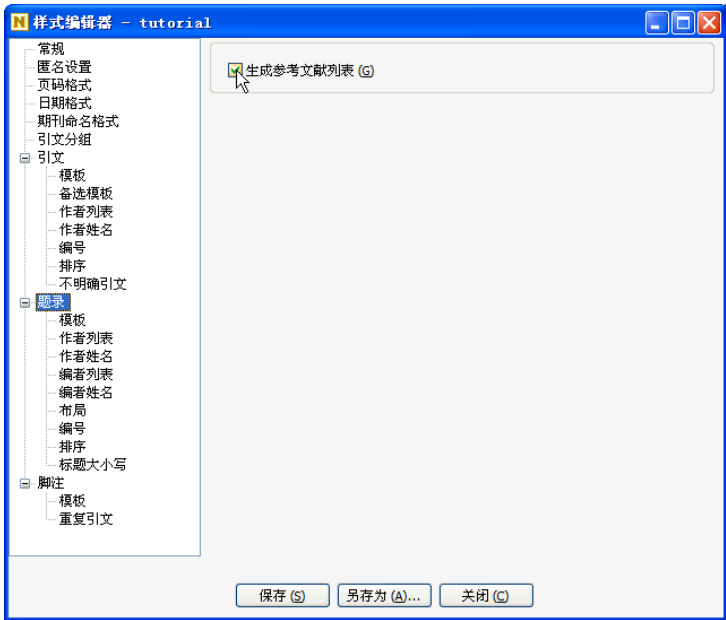 N 样式编辑器 - tutorial
常规
匿名设置
页码格式
日期格式
期刊命名格式
引文分组
引文
模板
备选模板
作者列表
作者姓名
编号
排序
不明确引文
题录
模板
作者列表
作者姓名
编者列表
编者姓名
布局
编号
排序
标题大小写
脚注
模板
重复引文
生成参考文献列表 (G)
保存 (S)
另存为 (A)...
关闭 (C)